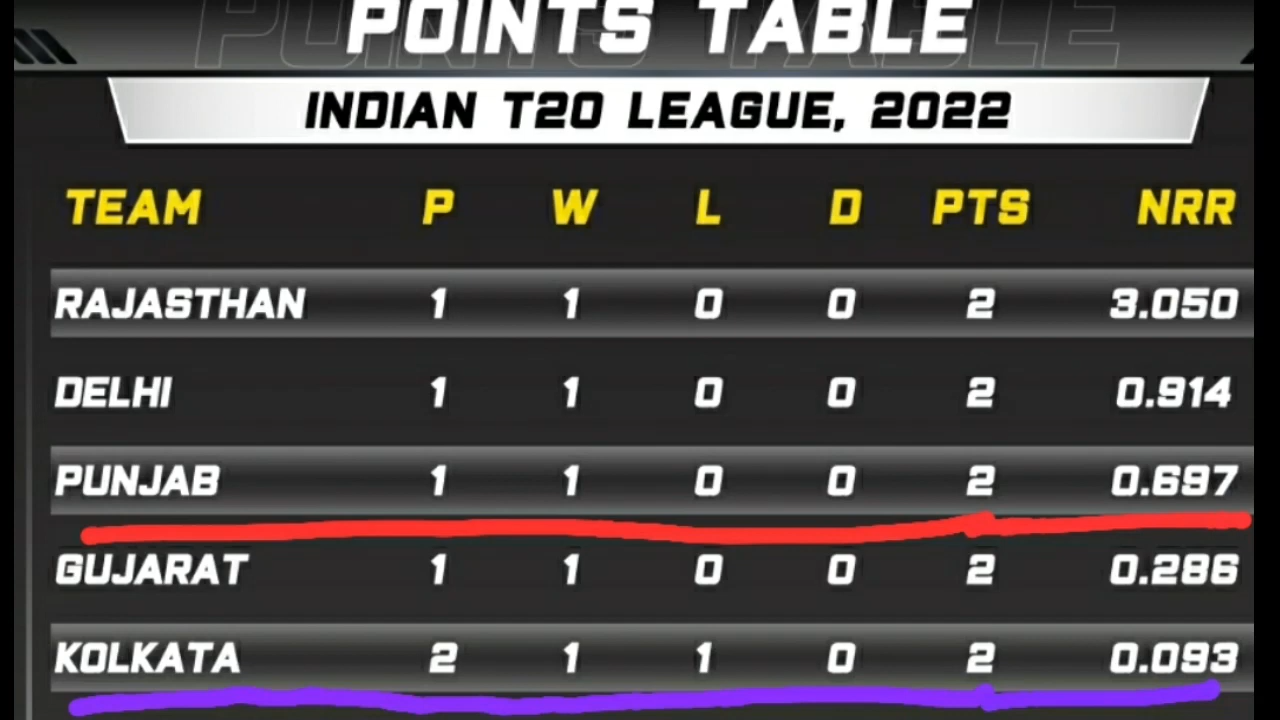 POINTS TABLE
INDIAN T20 LEAGUE, 2022
TEAM P W L D PTS NRR
RAJASTHAN 1 1 0 0 2 3.050
DELHI 1 1 0 0 2 0.914
PUNJAB 1 1 0 0 2 0.697
GUJARAT 1 1 0 0 2 0.286
KOLKATA 2 1 1 0 2 0.093